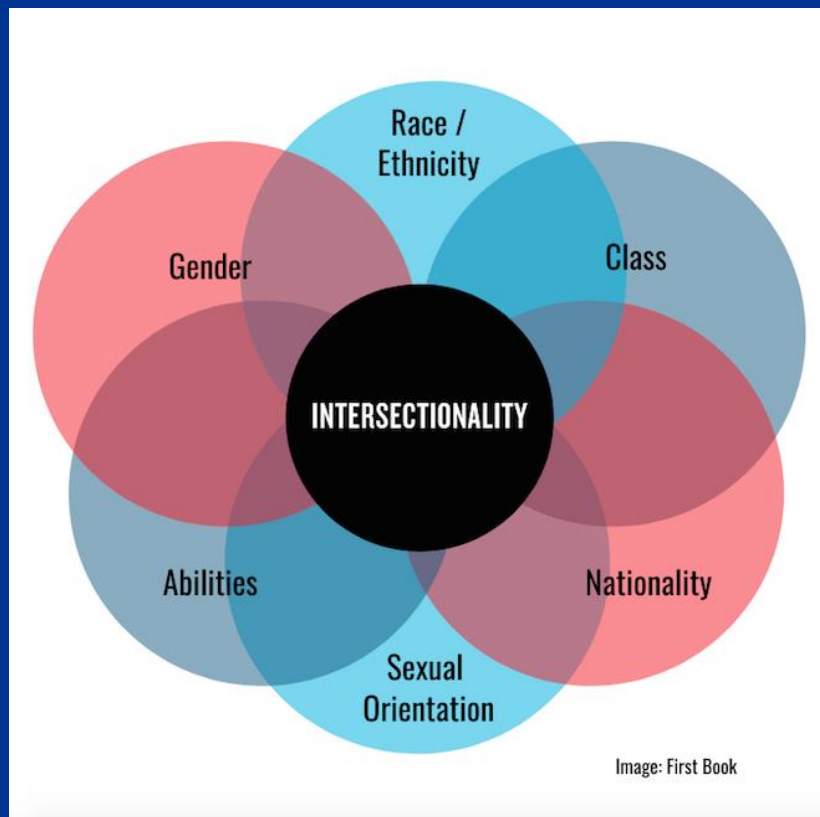 Race /
Ethnicity
Class
Gender
INTERSECTIONALITY
Abilities
Nationality
Sexual
Orientation
Image: First Book